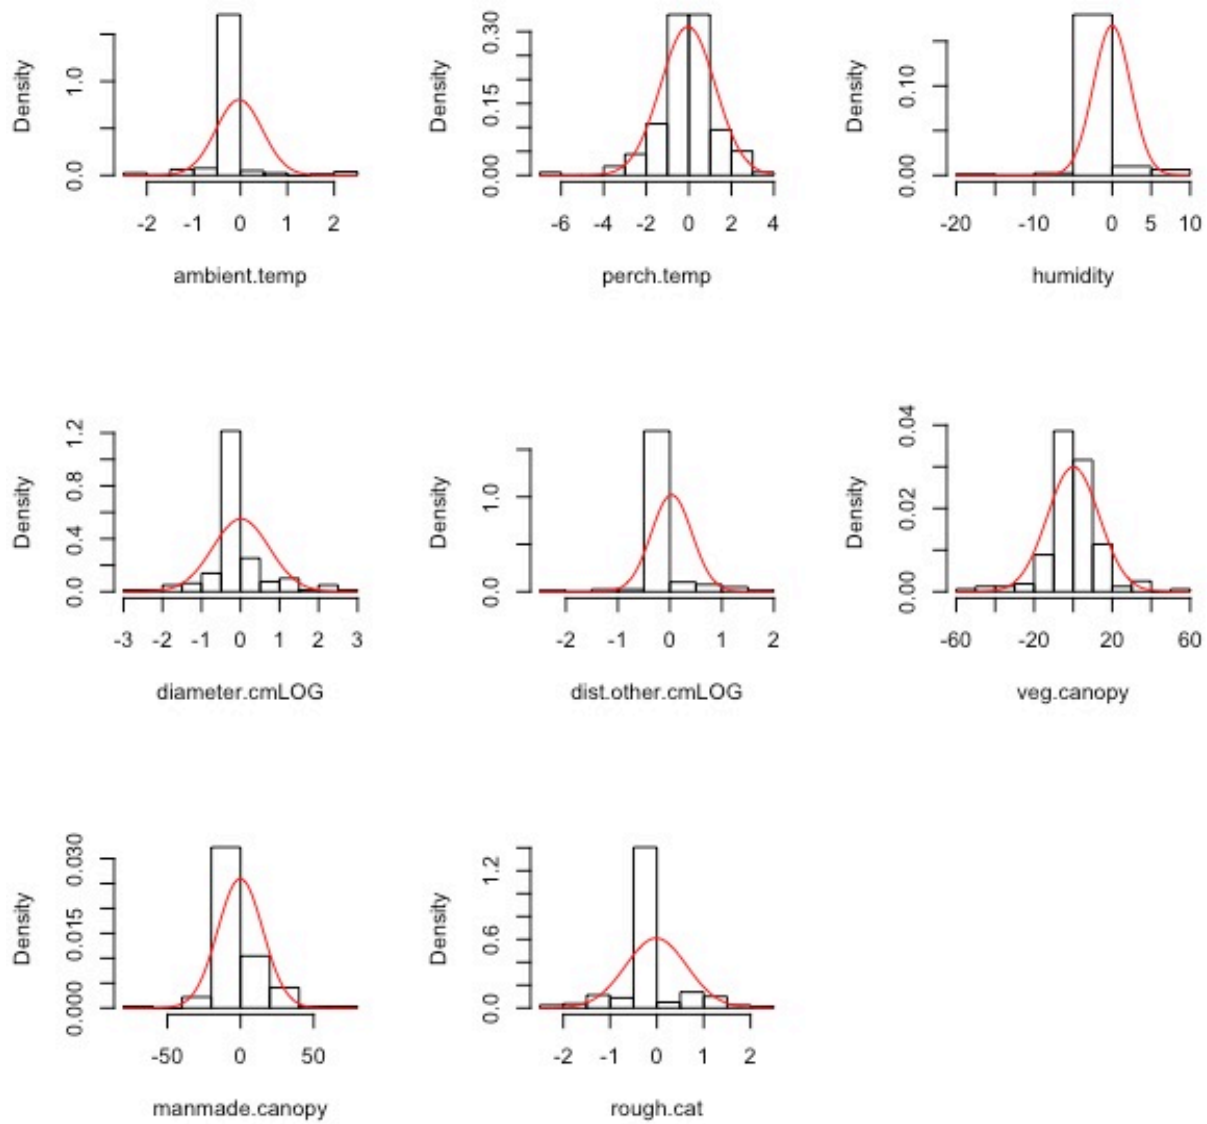 Density
0.0 1.0
-2 -1 0 1 2
ambient.temp
Density
0.00 0.15 0.30
-6 -4 -2 0 2 4
perch.temp
Density
0.00 0.10
-20 -10 0 5 10
humidity
Density
0.0 0.4 0.8 1.2
-3 -2 -1 0 1 2 3
diameter.cmLOG
Density
0.0 1.0
-2 -1 0 1 2
dist.other.cmLOG
Density
0.00 0.02 0.04
-60 -20 20 60
veg.canopy
Density
0.000 0.015 0.030
-50 0 50
manmade.canopy
Density
0.0 0.6 1.2
-2 -1 0 1 2
rough.cat